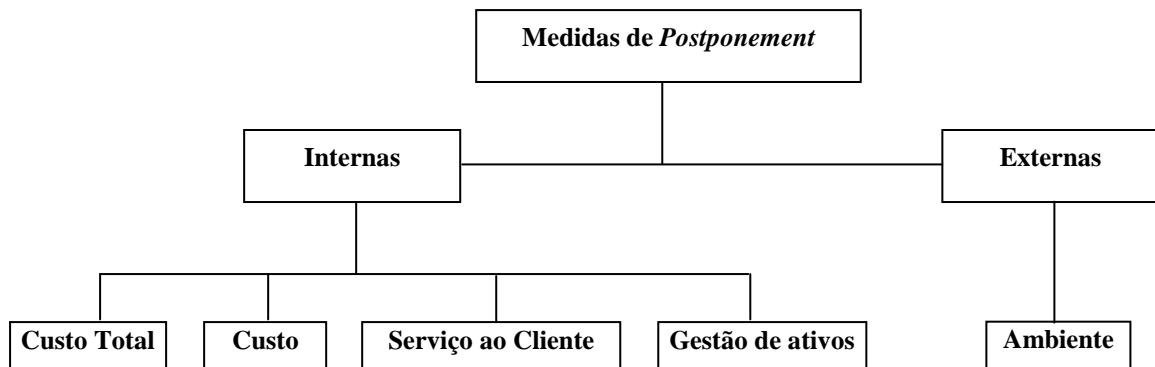 Medidas de Postponement
Internas
Externas
Custo Total
Custo
Serviço ao Cliente
Gestão de ativos
Ambiente